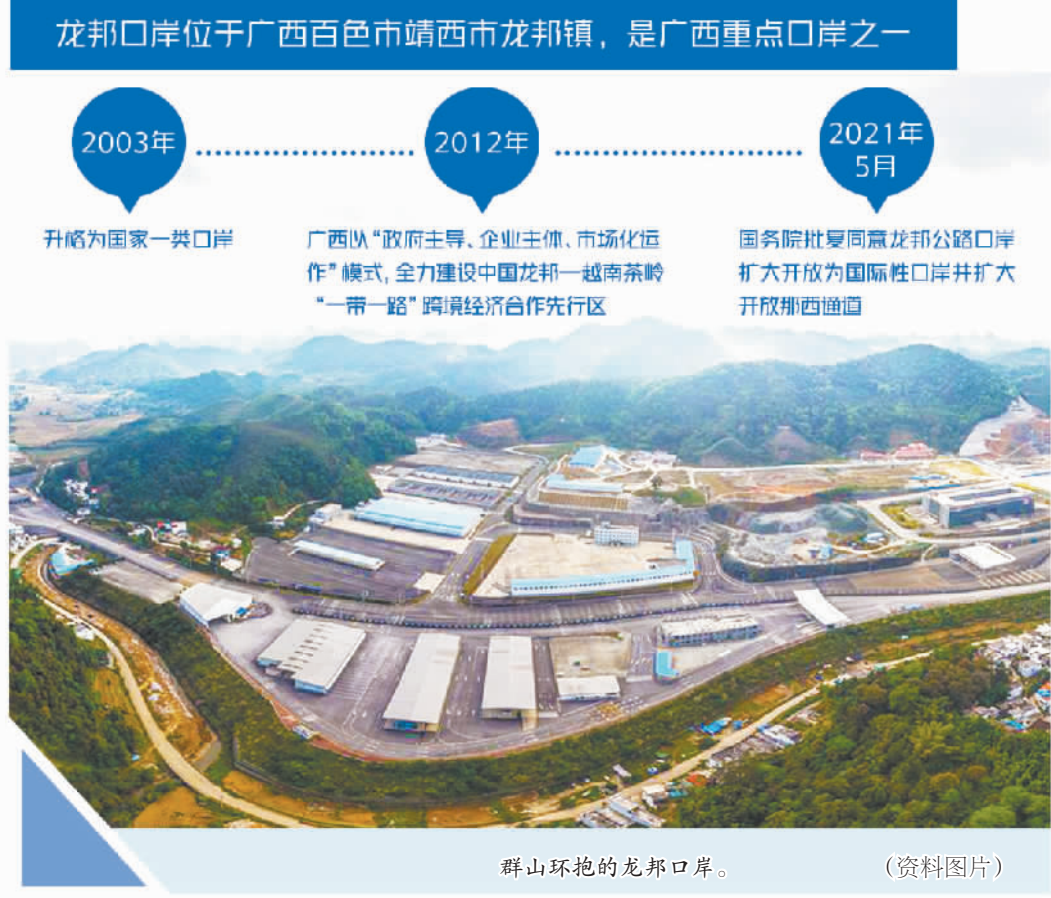 龙邦口岸位于广西百色市靖西市龙邦镇，是广西重点口岸之一
2003年
升格为国家一类口岸
2012年
广西以“政府主导、企业主体、市场化运
作”模式，全力建设中国龙邦—越南茶岭
“一带一路”跨境经济合作先行区
2021年
5月
国务院批复同意龙邦公路口岸
扩大开放为国际性口岸并扩大
开放那西通道
群山环抱的龙邦口岸。
（资料图片）